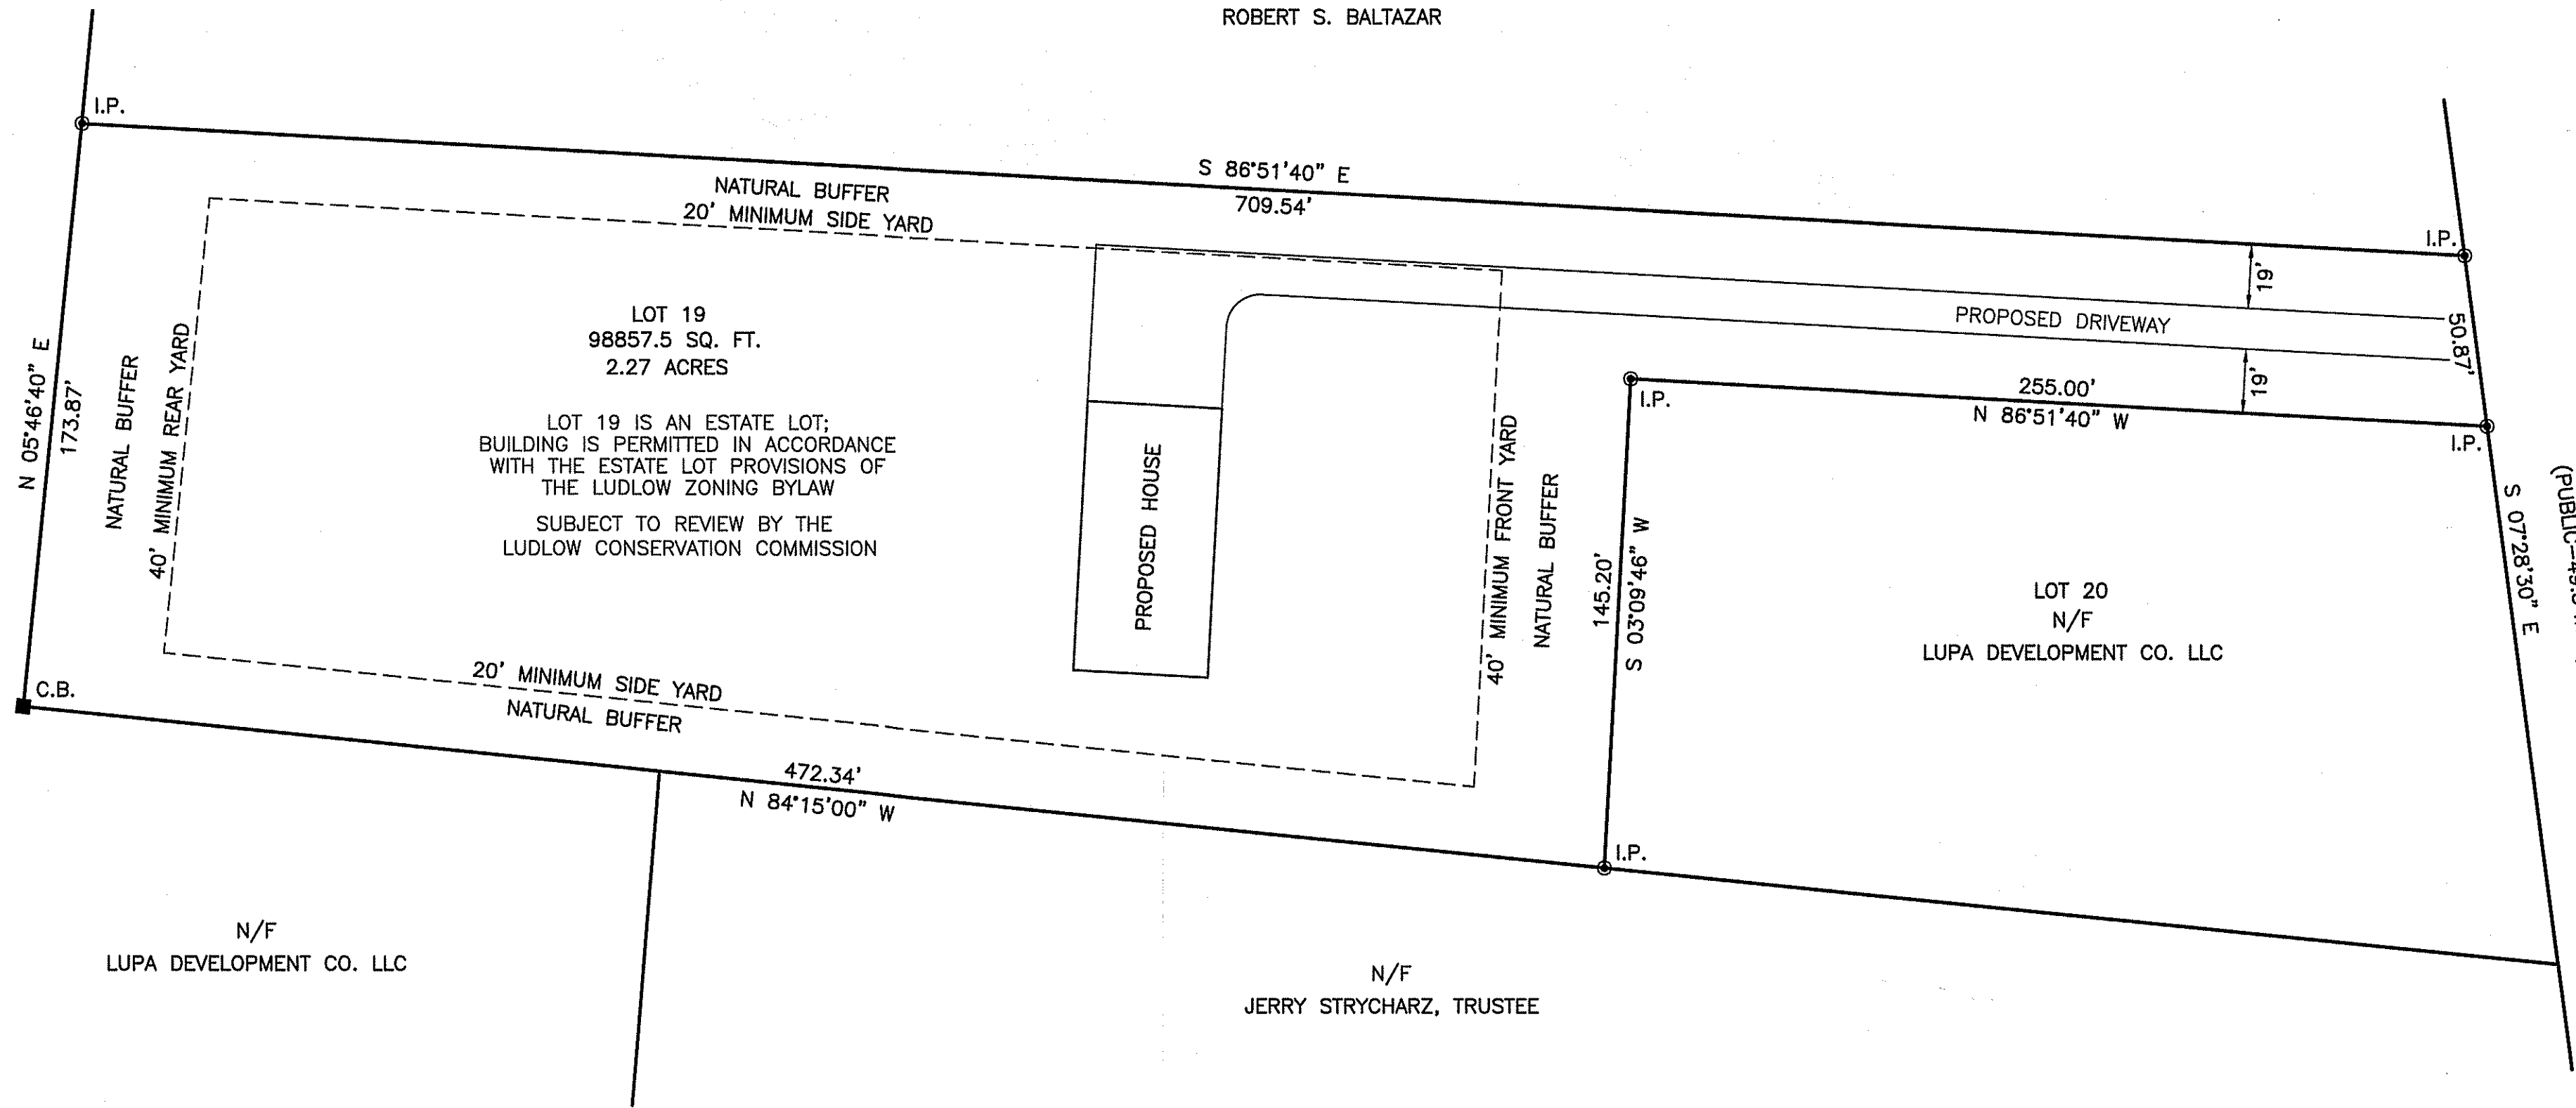 ROBERT S. BALTAZAR
I.P.
S 86°51'40" E
709.54'
NATURAL BUFFER
20' MINIMUM SIDE YARD
I.P.
19'
50.87'
PROPOSED DRIVEWAY
19'
LOT 19
98857.5 SQ. FT.
2.27 ACRES
LOT 19 IS AN ESTATE LOT;
BUILDING IS PERMITTED IN ACCORDANCE
WITH THE ESTATE LOT PROVISIONS OF
THE LUDLOW ZONING BYLAW
SUBJECT TO REVIEW BY THE
LUDLOW CONSERVATION COMMISSION
N 05°46'40" E
173.87'
NATURAL BUFFER
40' MINIMUM REAR YARD
PROPOSED HOUSE
40' MINIMUM FRONT YARD
NATURAL BUFFER
145.20'
S 03°09'46" W
I.P.
255.00'
N 86°51'40" W
I.P.
S 07°28'30" E
LOT 20
N/F
LUPA DEVELOPMENT CO. LLC
C.B.
20' MINIMUM SIDE YARD
NATURAL BUFFER
472.34'
N 84°15'00" W
I.P.
N/F
LUPA DEVELOPMENT CO. LLC
N/F
JERRY STRYCHARZ, TRUSTEE